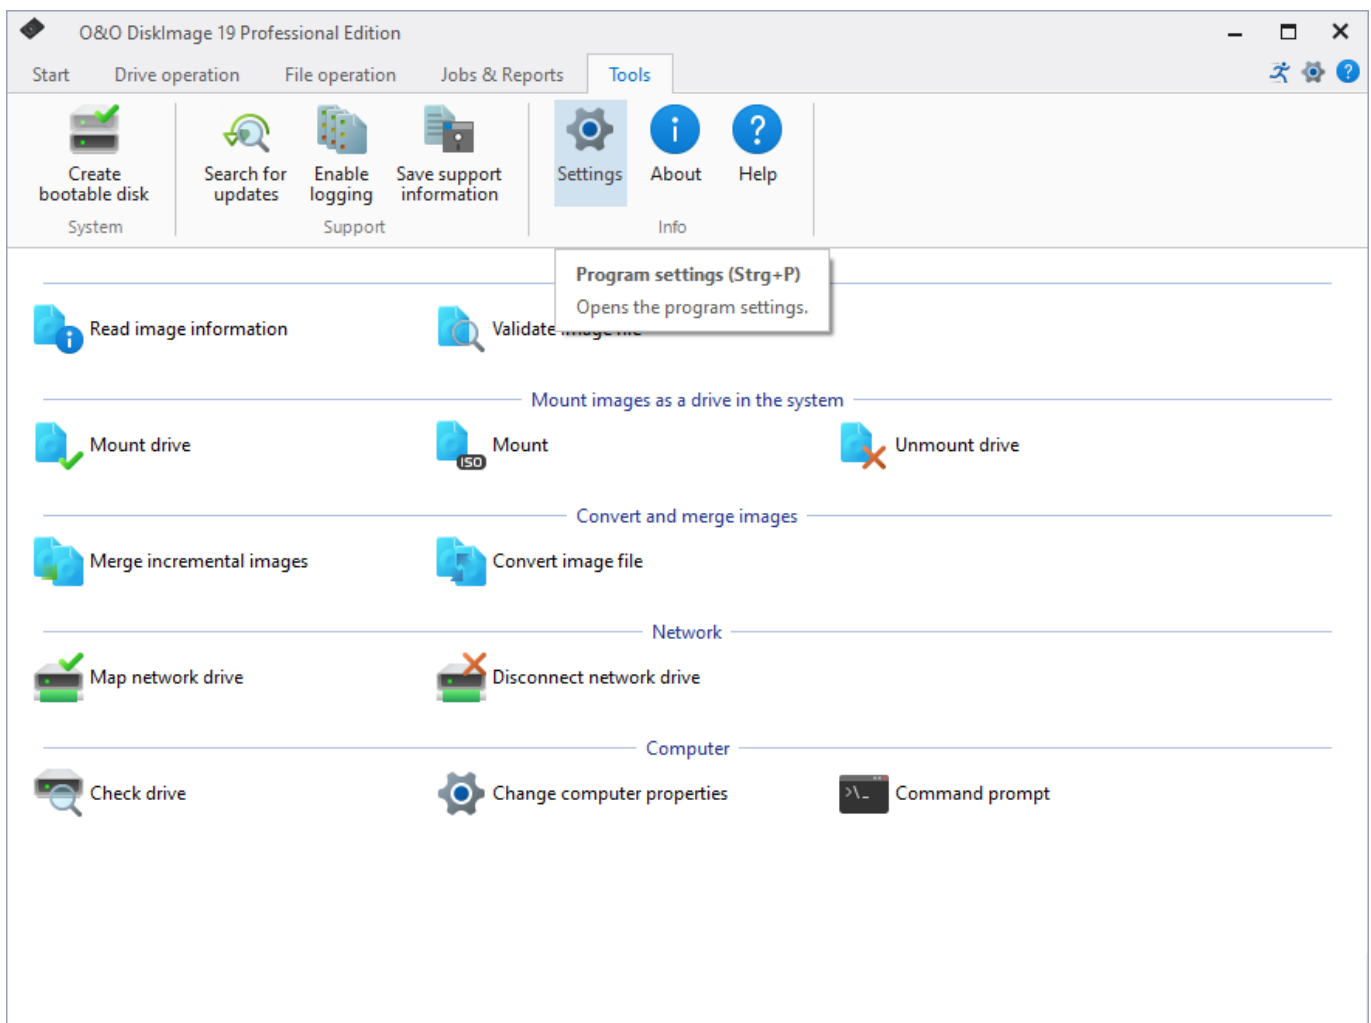 O&O DiskImage 19 Professional Edition
Start Drive operation File operation Jobs & Reports Tools
Create bootable disk
Search for updates
Enable logging
Save support information
Settings
About
Help
System
Support
Info
Program settings (Strg+P)
Opens the program settings.
Read image information
Validate image file
Mount images as a drive in the system
Mount drive
ISO
Mount
Unmount drive
Convert and merge images
Merge incremental images
Convert image file
Network
Map network drive
Disconnect network drive
Computer
Check drive
Change computer properties
Command prompt